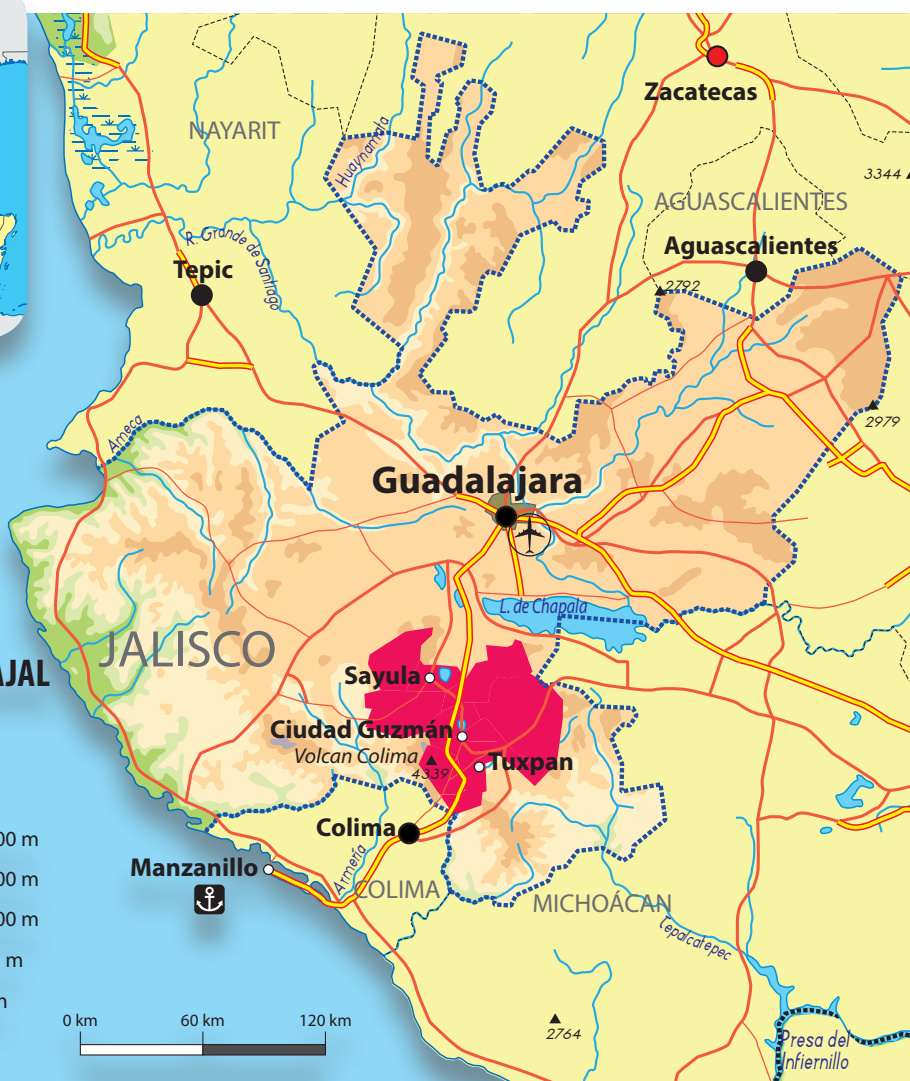 Zacatecas
NAYARIT
Huaynamota
3344
AGUASCALIENTES
R. Grande de Santiago
Aguascalientes
Tepic
2792
Ameca
2979
Guadalajara
L. de Chapala
JALISCO
AJAL
Sayula
Ciudad Guzmán
Volcan Colima
4339
Tuxpan
Colima
00 m
Manzanillo
00 m
Armería
COLIMA
MICHOACAN
00 m
Tepalcatepec
m
m
0 km 60 km 120 km
2764
Presa del
Infiernillo